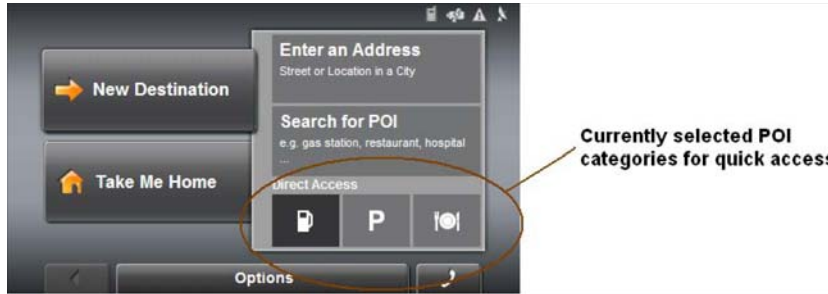 Enter an Address
Street or Location in a City
New Destination
Search for POI
e.g. gas station, restaurant, hospital
...
Currently selected POI
categories for quick access
Take Me Home
Direct Access
P
Options